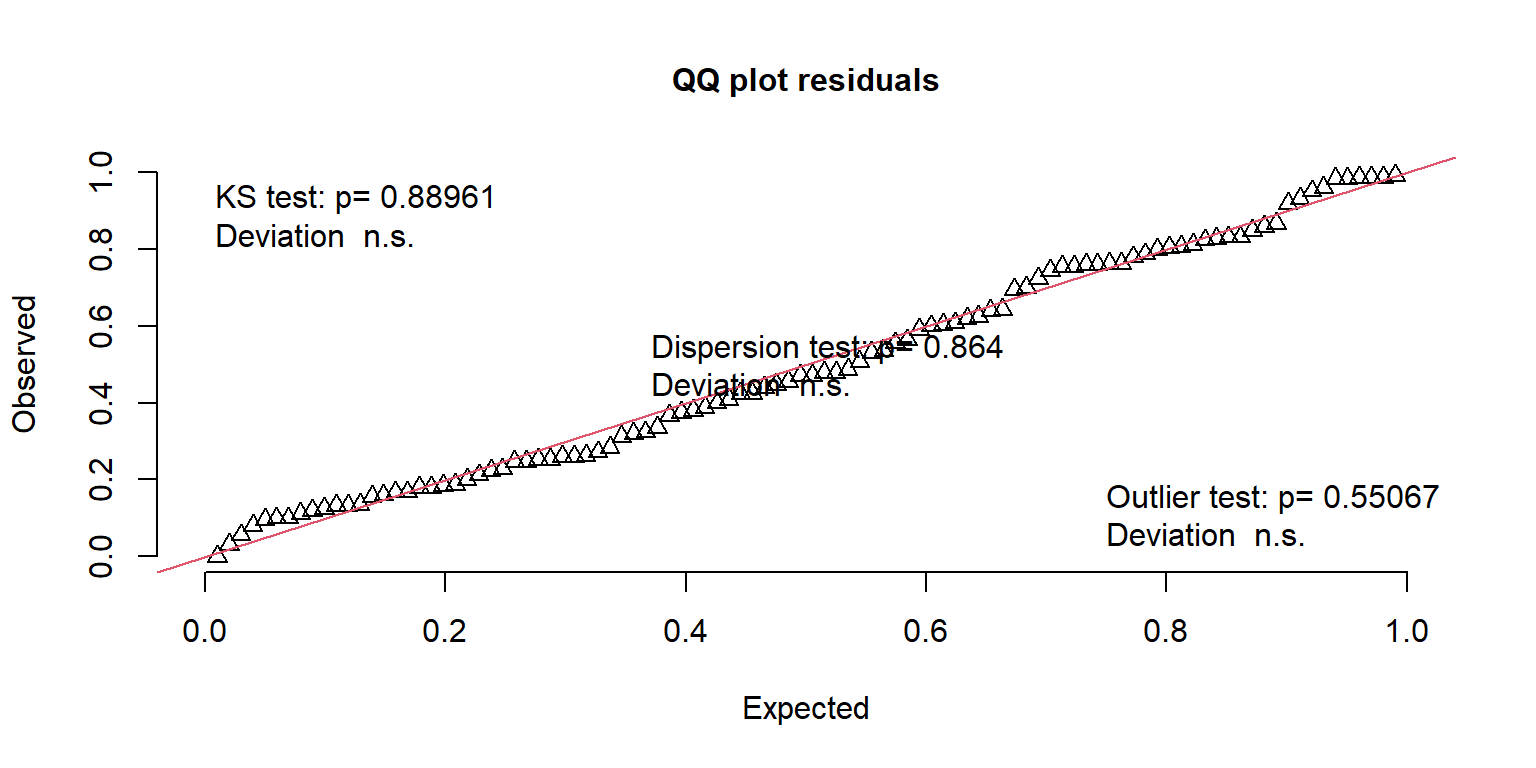 QQ plot residuals
KS test: p= 0.88961
Deviation  n.s.
Dispersion test: p= 0.864
Deviation  n.s.
Outlier test: p= 0.55067
Deviation  n.s.
Observed
1.0
0.8
0.6
0.4
0.2
0.0
0.0 0.2 0.4 0.6 0.8 1.0
Expected